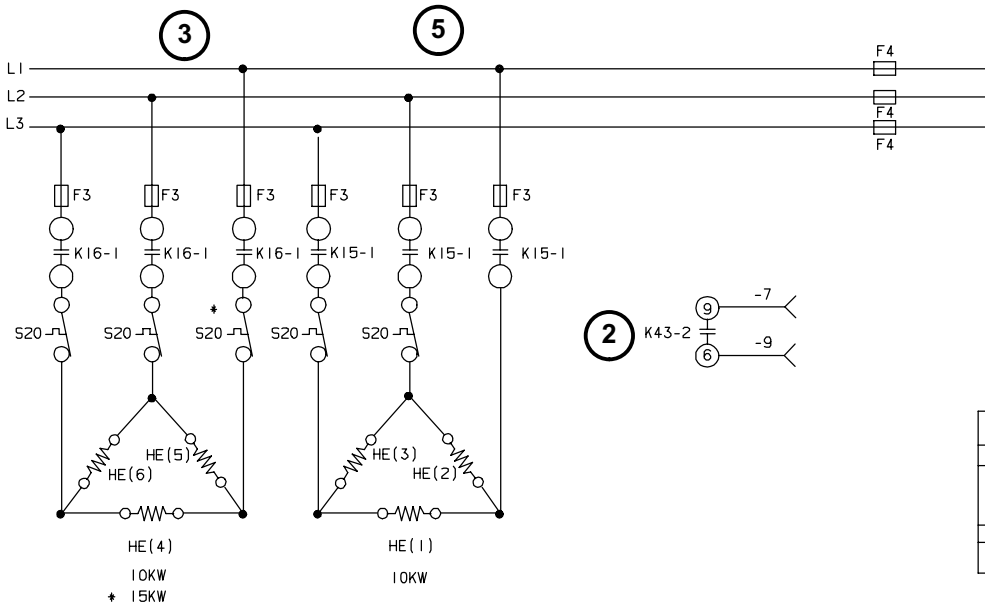 3
5
L1
L2
L3
F4
F4
F4
F3
F3
F3
F3
F3
F3
K16-1
K16-1
K16-1
K15-1
K15-1
K15-1
*
S20
S20
S20
S20
S20
2
K43-2
9
-7
6
-9
HE(6)
HE(5)
HE(3)
HE(2)
HE(4)
HE(1)
10KW
10KW
* 15KW